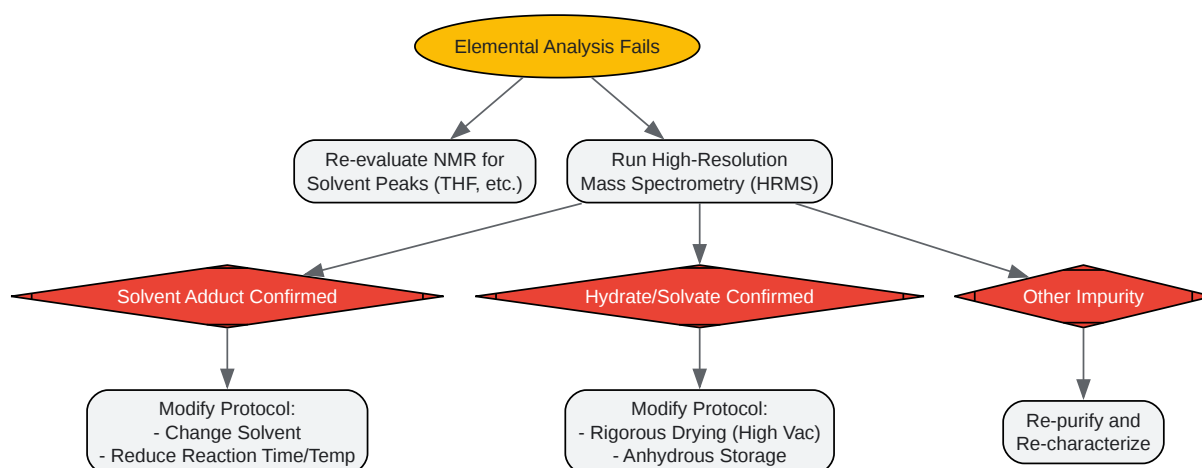 Elemental Analysis Fails
Re-evaluate NMR for
Solvent Peaks (THF, etc.)
Run High-Resolution
Mass Spectrometry (HRMS)
Solvent Adduct Confirmed
Hydrate/Solvate Confirmed
Other Impurity
Modify Protocol:
- Change Solvent
- Reduce Reaction Time/Temp
Modify Protocol:
- Rigorous Drying (High Vac)
- Anhydrous Storage
Re-purify and
Re-characterize